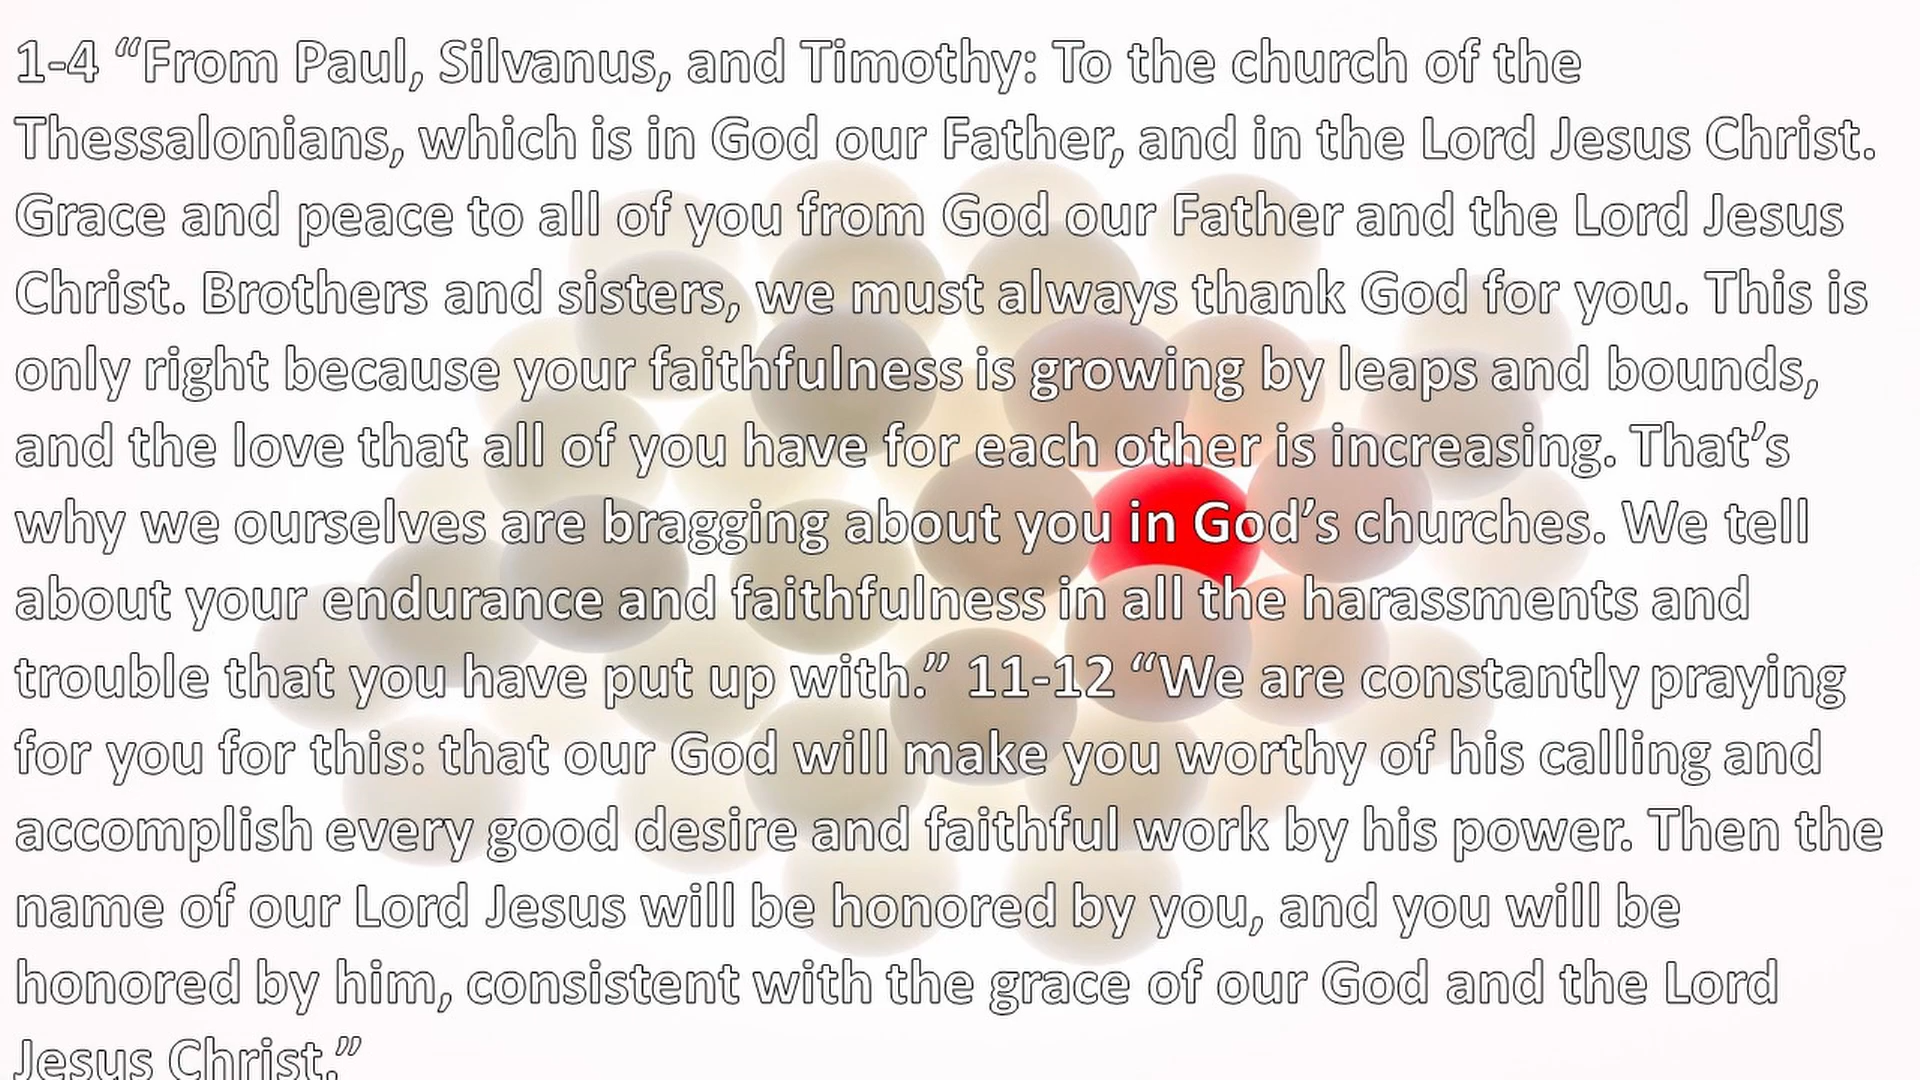 1-4 “From Paul, Silvanus, and Timothy: To the church of the
Thessalonians, which is in God our Father, and in the Lord Jesus Christ.
Grace and peace to all of you from God our Father and the Lord Jesus
Christ. Brothers and sisters, we must always thank God for you. This is
only right because your faithfulness is growing by leaps and bounds,
and the love that all of you have for each other is increasing. That’s
why we ourselves are bragging about you in God’s churches. We tell
about your endurance and faithfulness in all the harassments and
trouble that you have put up with.” 11-12 “We are constantly praying
for you for this: that our God will make you worthy of his calling and
accomplish every good desire and faithful work by his power. Then the
name of our Lord Jesus will be honored by you, and you will be
honored by him, consistent with the grace of our God and the Lord
Jesus Christ.”